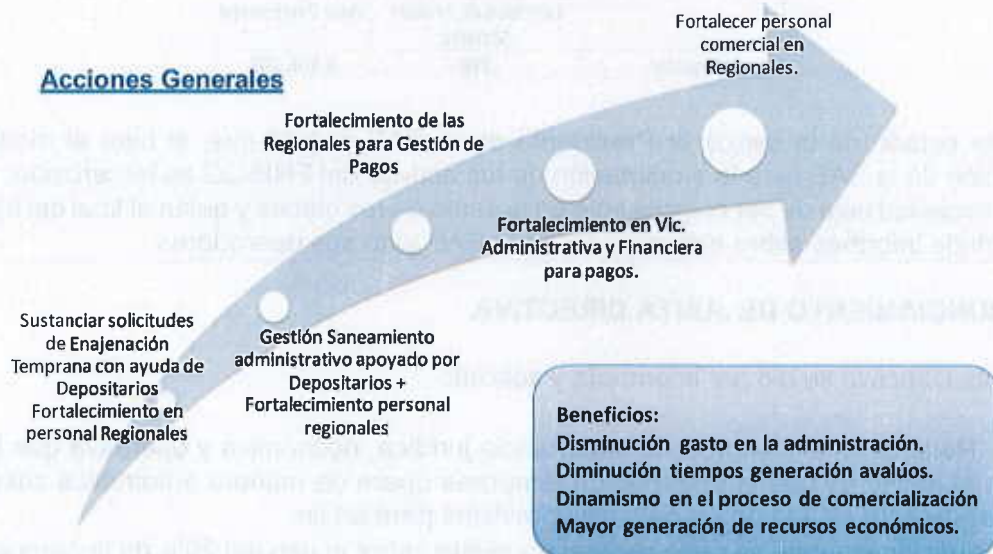 Acciones Generales
Fortalecer personal
comercial en
Regionales.
Fortalecimiento de las
Regionales para Gestión de
Pagos
Fortalecimiento en Vic.
Administrativa y Financiera
para pagos.
Sustanciar solicitudes
de Enajenación
Temprana con ayuda de
Depositarios
Fortalecimiento en
personal Regionales
Gestión Saneamiento
administrativo apoyado por
Depositarios +
Fortalecimiento personal
regionales
Beneficios:
Disminución gasto en la administración.
Diminución tiempos generación avalúos.
Dinamismo en el proceso de comercialización
Mayor generación de recursos económicos.